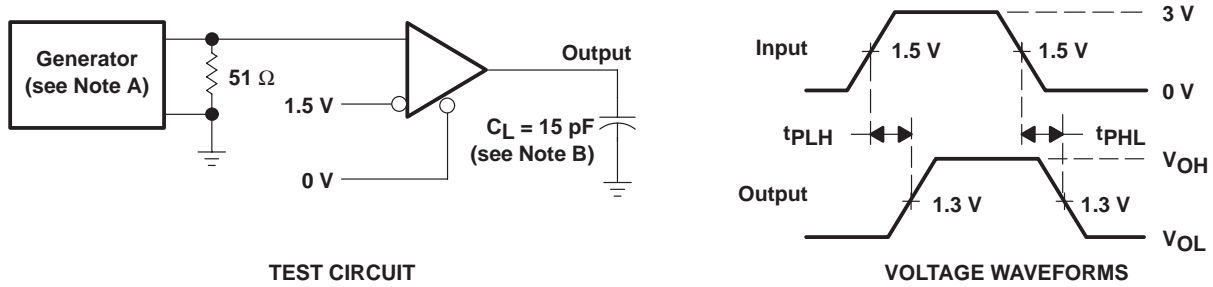 Generator
(see Note A)
51 Ω
1.5 V
0 V
Output
CL = 15 pF
(see Note B)
TEST CIRCUIT
Input
1.5 V
1.5 V
3 V
0 V
tPLH
tPHL
Output
1.3 V
1.3 V
VOH
VOL
VOLTAGE WAVEFORMS